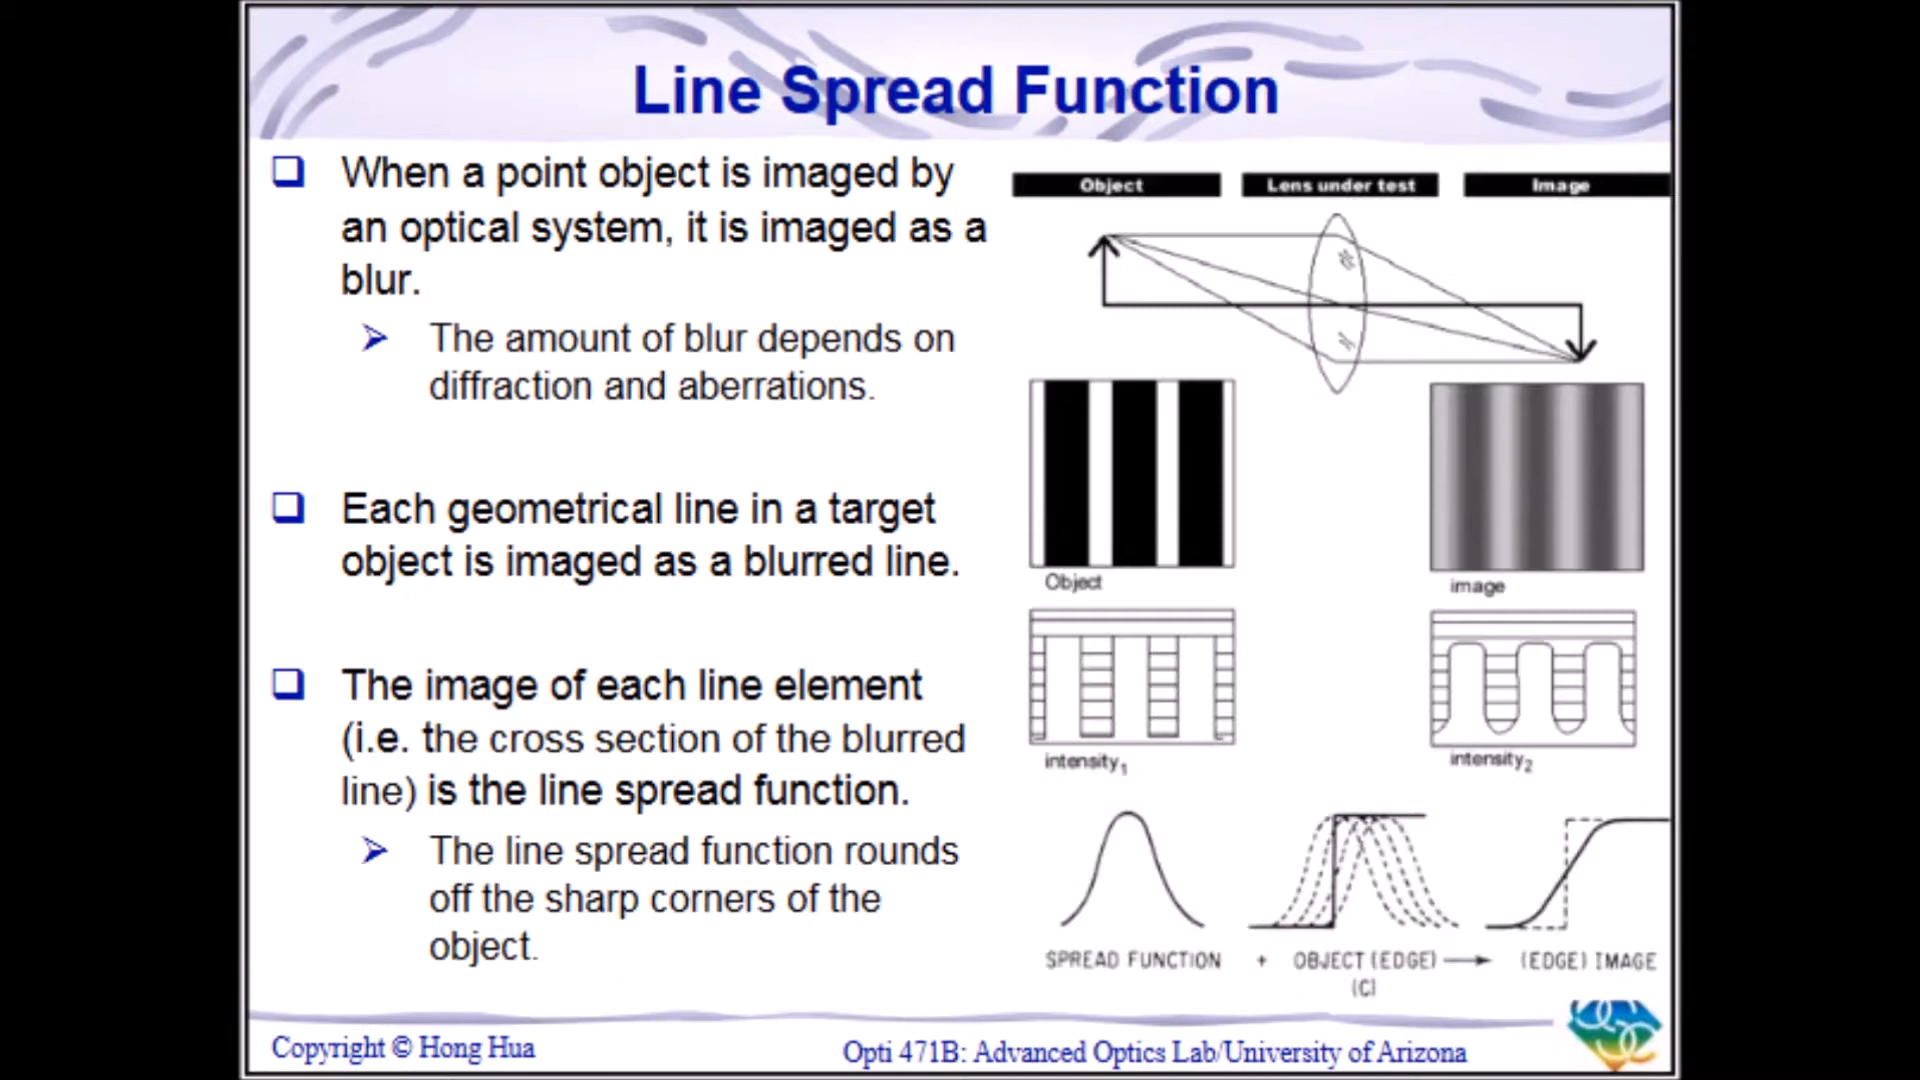 Line Spread Function
When a point object is imaged by
an optical system, it is imaged as a
blur.
The amount of blur depends on
diffraction and aberrations.
Each geometrical line in a target
object is imaged as a blurred line.
The image of each line element
(i.e. the cross section of the blurred
line) is the line spread function.
The line spread function rounds
off the sharp corners of the
object.
Object Lens under test Image
Object image
intensity1 intensity2
SPREAD FUNCTION + OBJECT (EDGE) → (EDGE) IMAGE
(C)
Copyright © Hong Hua
Opti 471B: Advanced Optics Lab/University of Arizona